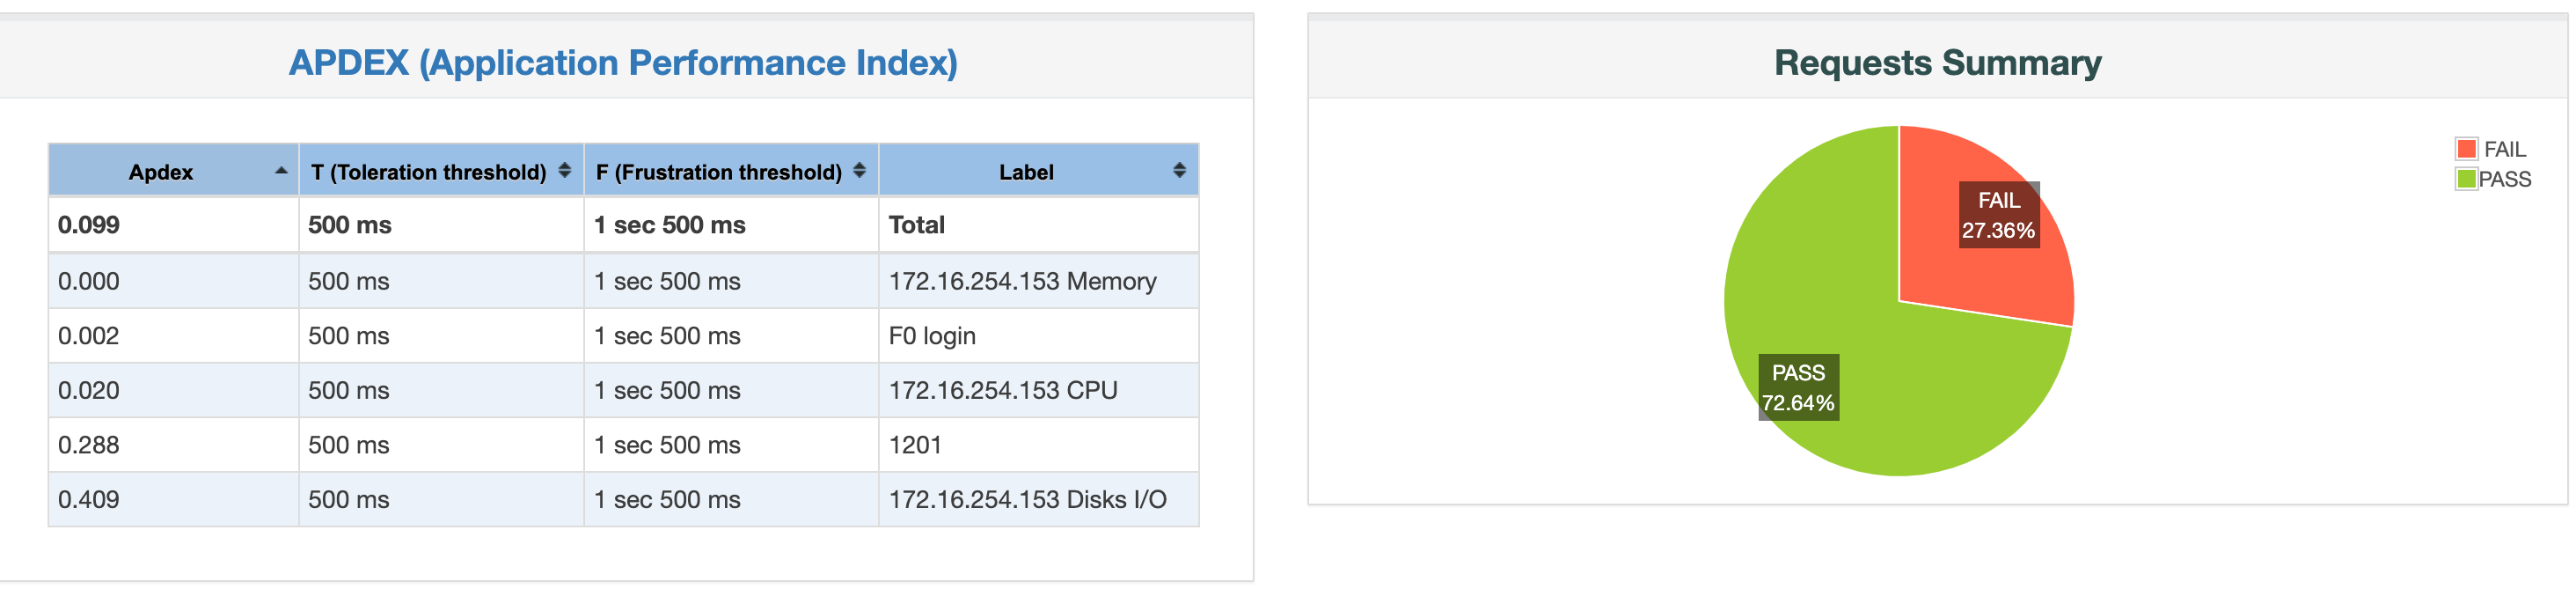 APDEX (Application Performance Index)
Apdex T (Toleration threshold) F (Frustration threshold) Label
0.099 500 ms 1 sec 500 ms Total
0.000 500 ms 1 sec 500 ms 172.16.254.153 Memory
0.002 500 ms 1 sec 500 ms F0 login
0.020 500 ms 1 sec 500 ms 172.16.254.153 CPU
0.288 500 ms 1 sec 500 ms 1201
0.409 500 ms 1 sec 500 ms 172.16.254.153 Disks I/O
Requests Summary
FAIL
PASS
FAIL
27.36%
PASS
72.64%